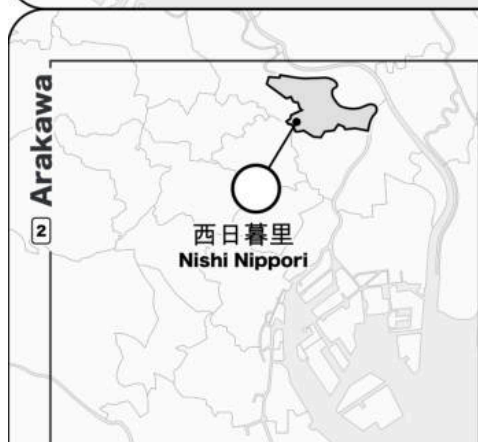 Arakawa
2
西日暮里
Nishi Nippori